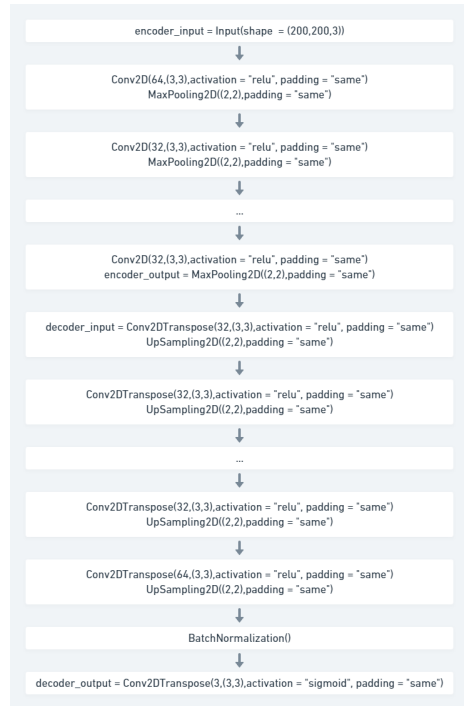 encoder_input = Input(shape  = (200,200,3))
Conv2D(64,(3,3),activation = "relu", padding = "same")
MaxPooling2D((2,2),padding = "same")
Conv2D(32,(3,3),activation = "relu", padding = "same")
MaxPooling2D((2,2),padding = "same")
...
Conv2D(32,(3,3),activation = "relu", padding = "same")
encoder_output = MaxPooling2D((2,2),padding = "same")
decoder_input = Conv2DTranspose(32,(3,3),activation = "relu", padding = "same")
UpSampling2D((2,2),padding = "same")
Conv2DTranspose(32,(3,3),activation = "relu", padding = "same")
UpSampling2D((2,2),padding = "same")
...
Conv2DTranspose(32,(3,3),activation = "relu", padding = "same")
UpSampling2D((2,2),padding = "same")
Conv2DTranspose(64,(3,3),activation = "relu", padding = "same")
UpSampling2D((2,2),padding = "same")
BatchNormalization()
decoder_output = Conv2DTranspose(3,(3,3),activation = "sigmoid", padding = "same")